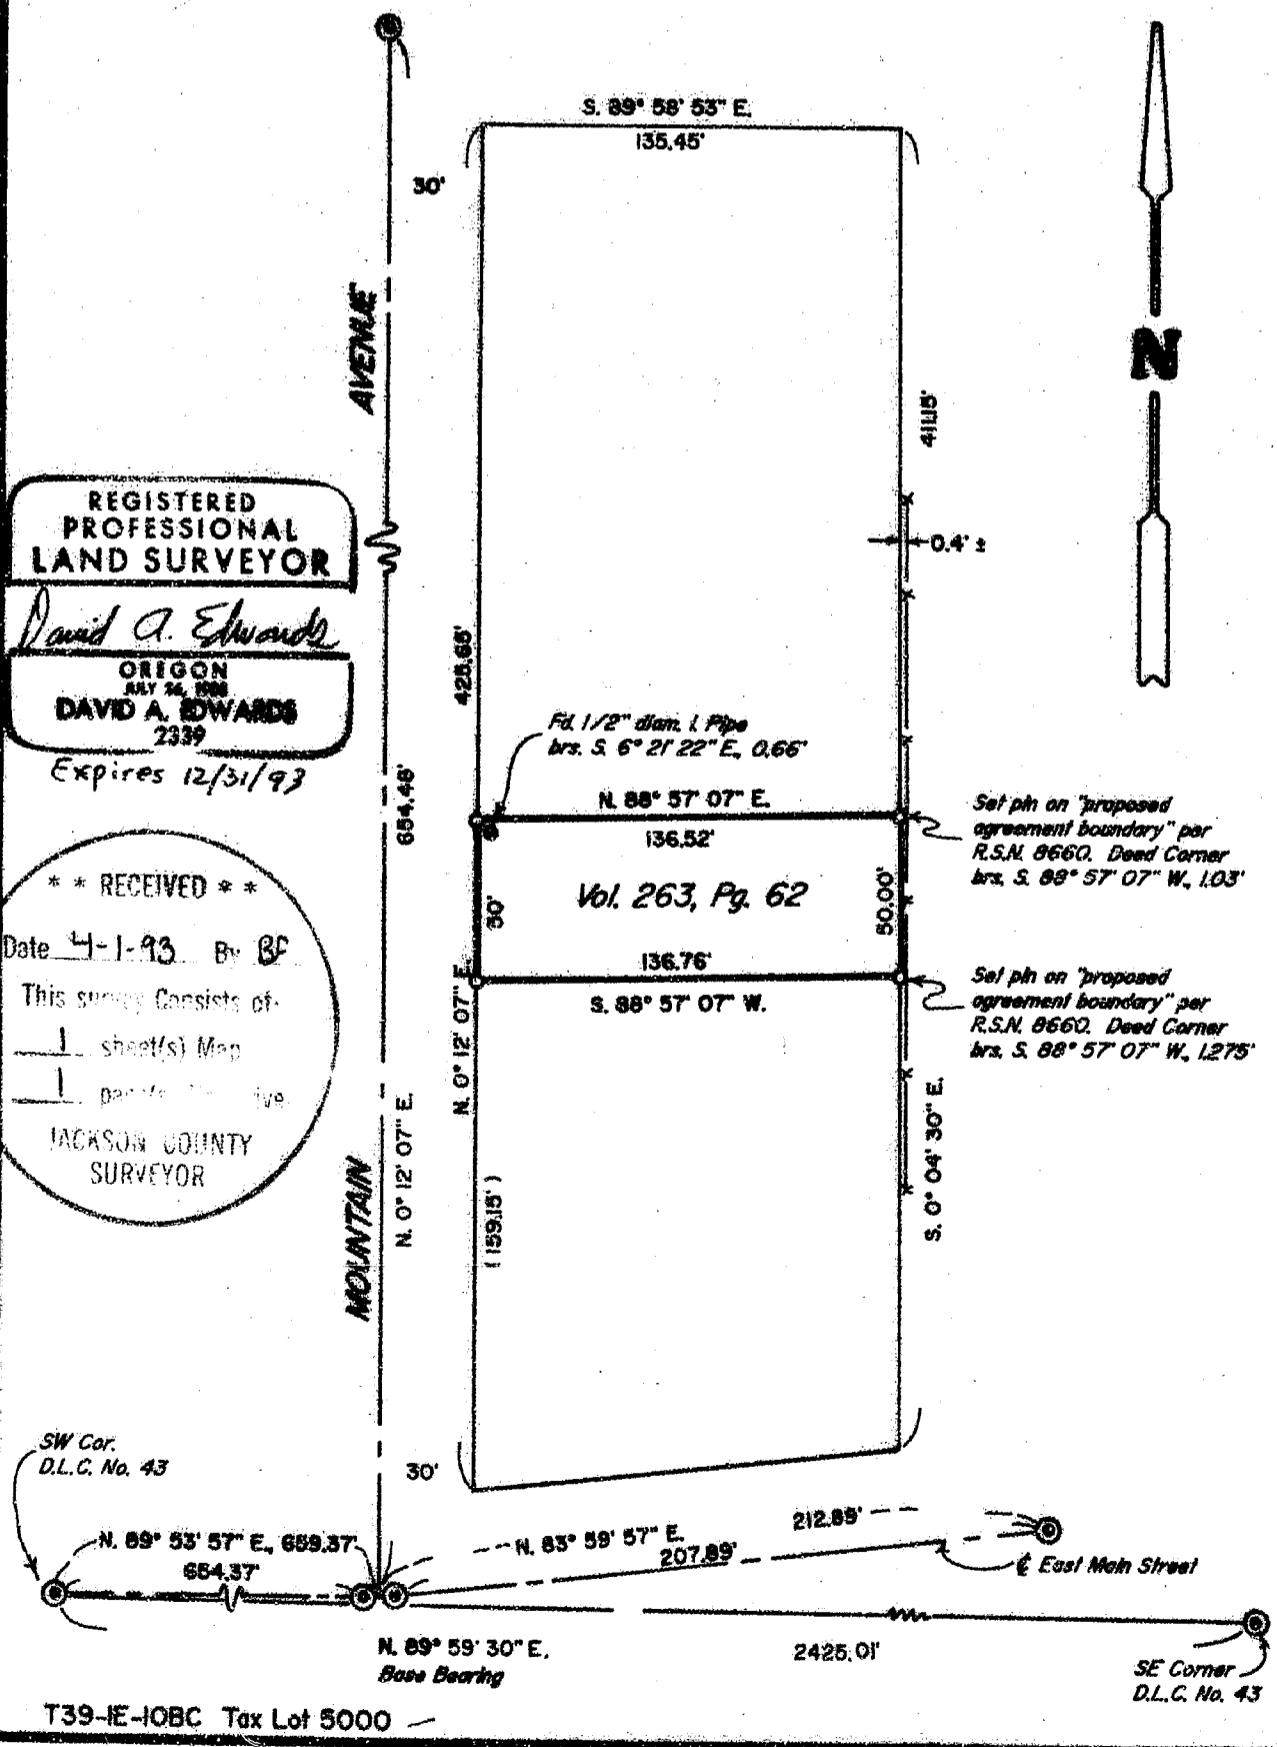 S. 89° 58' 53" E.
135.45'
30'
AVENUE
N
411.15'
0.4' ±
REGISTERED
PROFESSIONAL
LAND SURVEYOR
David A. Edwards
OREGON
JULY 26, 1988
DAVID A. EDWARDS
2339
Expires 12/31/93
425.65'
654.48'
Fd. 1/2" diam. I. Pipe
brs. S. 6° 21' 22" E., 0.66'
N. 88° 57' 07" E.
136.52'
Set pin on "proposed
agreement boundary" per
R.S.N. 8660. Deed Corner
brs. S. 88° 57' 07" W., 1.03'
Vol. 263, Pg. 62
50'
50.00'
136.76'
S. 88° 57' 07" W.
Set pin on "proposed
agreement boundary" per
R.S.N. 8660. Deed Corner
brs. S. 88° 57' 07" W., 1.275'
* * RECEIVED * *
Date 4-1-93 By BF
This survey Consists of:
1 sheet(s) Map
1
JACKSON COUNTY
SURVEYOR
N. 0° 12' 07" E.
N. 0° 12' 07" E.
MOUNTAIN
(159.15')
S. 0° 04' 30" E.
SW Cor.
D.L.C. No. 43
30'
N. 89° 53' 57" E., 659.37'
654.37'
N. 83° 59' 57" E.
212.89'
207.89'
℄ East Main Street
N. 89° 59' 30" E.
Base Bearing
2425.01'
SE Corner
D.L.C. No. 43
T39-1E-10BC Tax Lot 5000